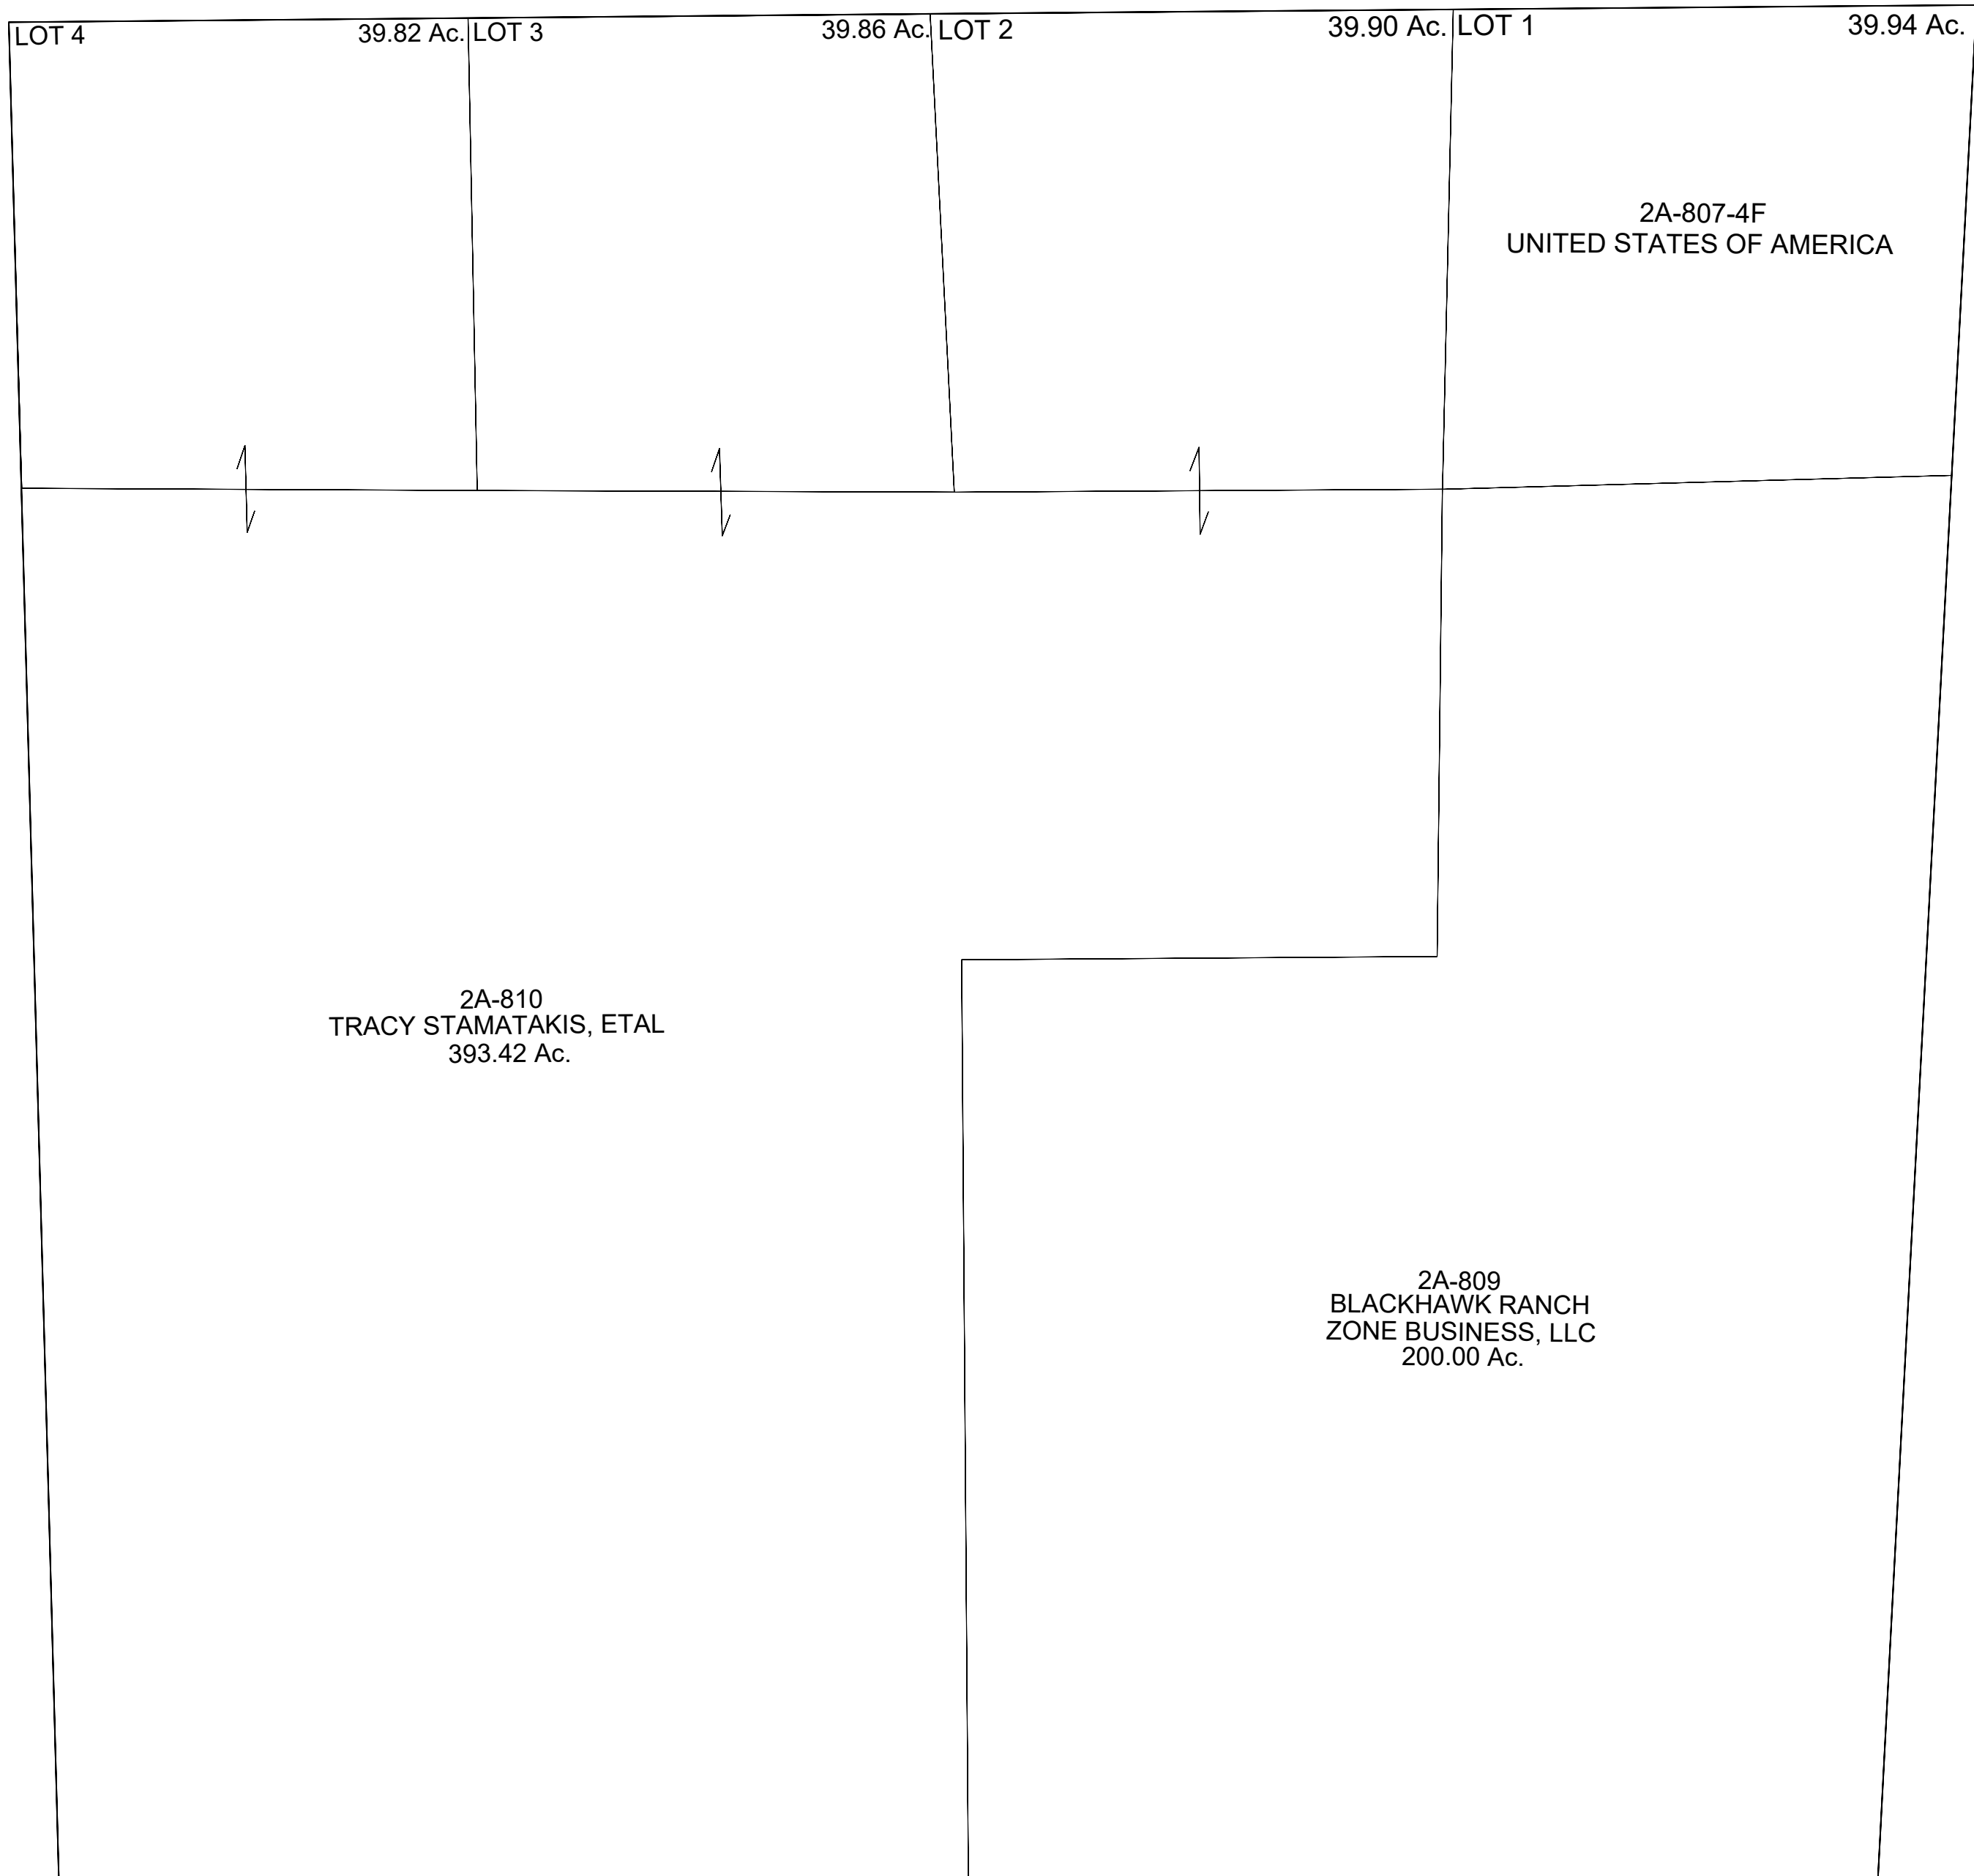 LOT 4 39.82 Ac. LOT 3 39.86 Ac. LOT 2 39.90 Ac. LOT 1 39.94 Ac.
2A-807-4F
UNITED STATES OF AMERICA
2A-810
TRACY STAMATAKIS, ETAL
393.42 Ac.
2A-809
BLACKHAWK RANCH
ZONE BUSINESS, LLC
200.00 Ac.